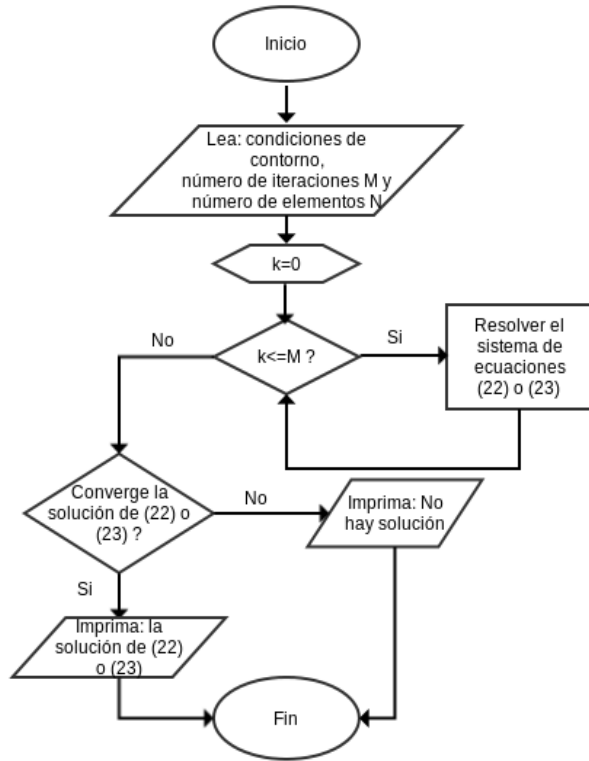 Inicio
Lea: condiciones de
contorno,
número de iteraciones M y
número de elementos N
k=0
k<=M ?
Si
Resolver el
sistema de
ecuaciones
(22) o (23)
No
Converge la
solución de (22) o
(23) ?
No
Imprima: No
hay solución
Si
Imprima: la
solución de (22)
o (23)
Fin